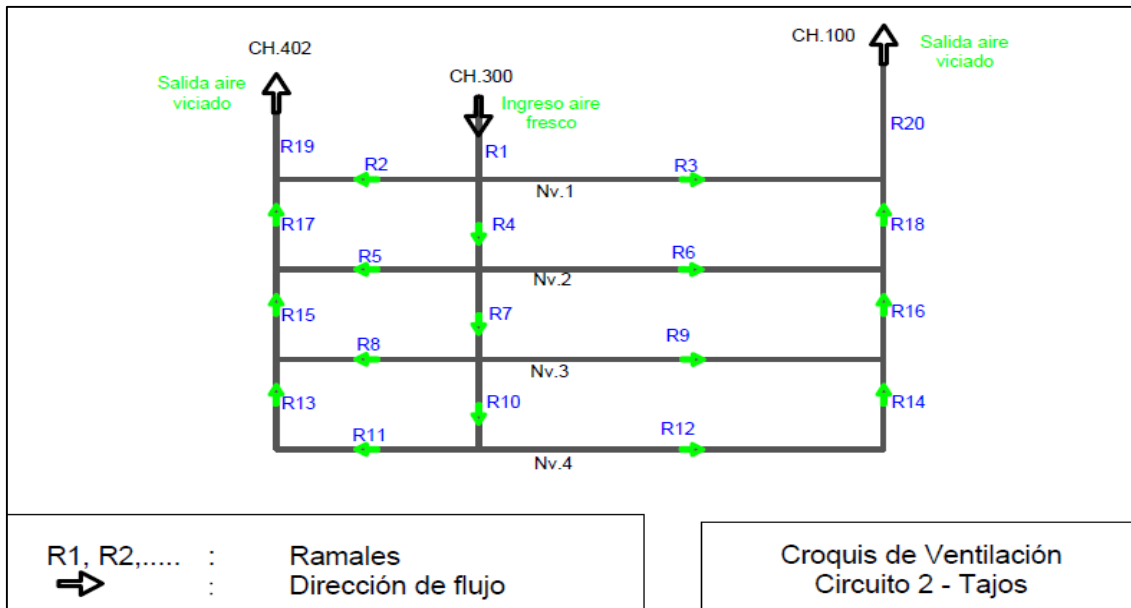 CH.402
CH.300
CH.100
Salida aire
viciado
Ingreso aire
fresco
Salida aire
viciado
R19
R2
R1
R3
R20
Nv.1
R17
R4
R18
R5
R6
Nv.2
R15
R7
R16
R8
R9
Nv.3
R13
R10
R14
R11
R12
Nv.4
R1, R2,..... : Ramales
: Dirección de flujo
Croquis de Ventilación
Circuito 2 - Tajos